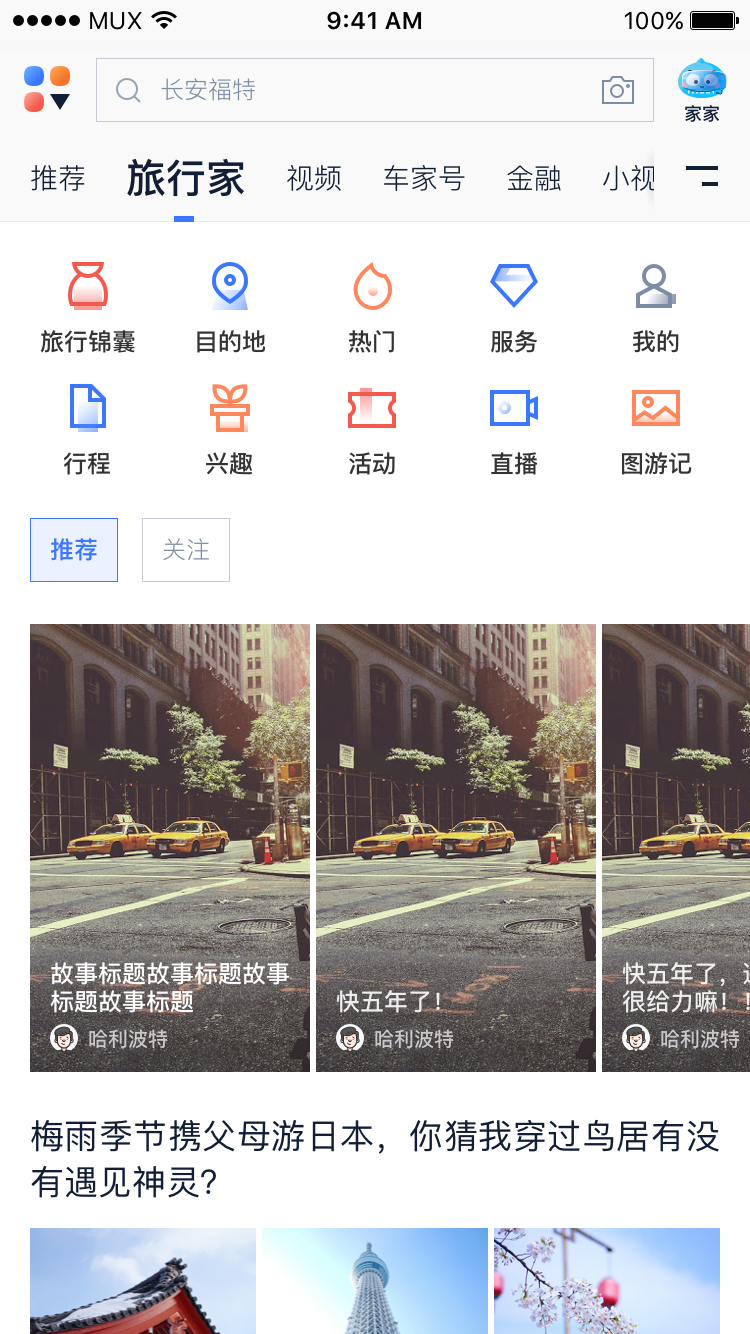 MUX
9:41 AM
100%
长安福特
家家
推荐 旅行家 视频 车家号 金融 小视
旅行锦囊 目的地 热门 服务 我的
行程 兴趣 活动 直播 图游记
推荐 关注
故事标题故事标题故事
标题故事标题
哈利波特
快五年了!
哈利波特
快五年了,
很给力嘛!
哈利波特
梅雨季节携父母游日本,你猜我穿过鸟居有没
有遇见神灵?